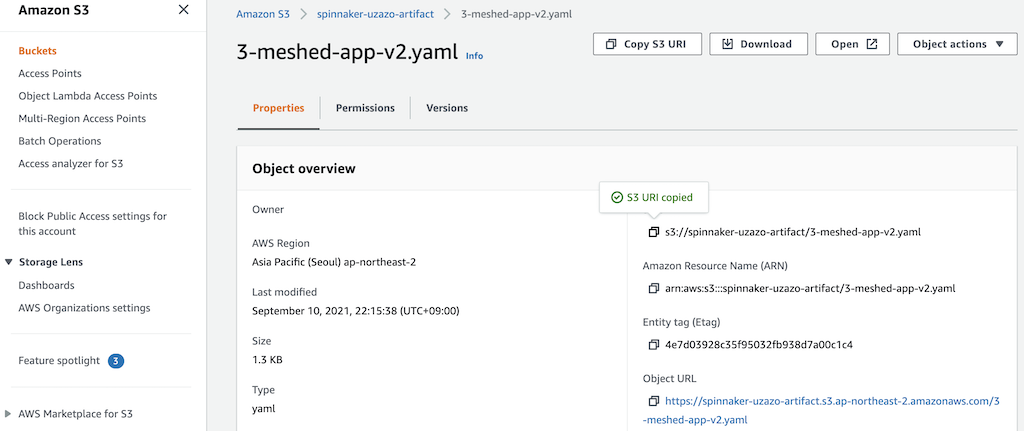 Amazon S3
Buckets
Access Points
Object Lambda Access Points
Multi-Region Access Points
Batch Operations
Access analyzer for S3
Block Public Access settings for
this account
Storage Lens
Dashboards
AWS Organizations settings
Feature spotlight 3
AWS Marketplace for S3
Amazon S3 > spinnaker-uzazo-artifact > 3-meshed-app-v2.yaml
3-meshed-app-v2.yaml Info
Copy S3 URI Download Open Object actions
Properties Permissions Versions
Object overview
Owner
AWS Region
Asia Pacific (Seoul) ap-northeast-2
Last modified
September 10, 2021, 22:15:38 (UTC+09:00)
Size
1.3 KB
Type
yaml
S3 URI copied
s3://spinnaker-uzazo-artifact/3-meshed-app-v2.yaml
Amazon Resource Name (ARN)
arn:aws:s3:::spinnaker-uzazo-artifact/3-meshed-app-v2.yaml
Entity tag (Etag)
4e7d03928c35f95032fb938d7a00c1c4
Object URL
https://spinnaker-uzazo-artifact.s3.ap-northeast-2.amazonaws.com/3
-meshed-app-v2.yaml